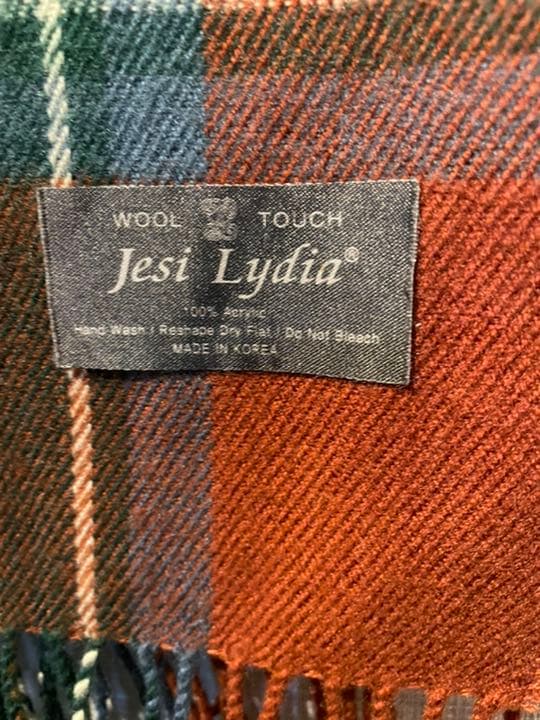 WOOL TOUCH
Jesi Lydia®
100% Acrylic
Hand Wash / Reshape Dry Flat / Do Not Bleach
MADE IN KOREA